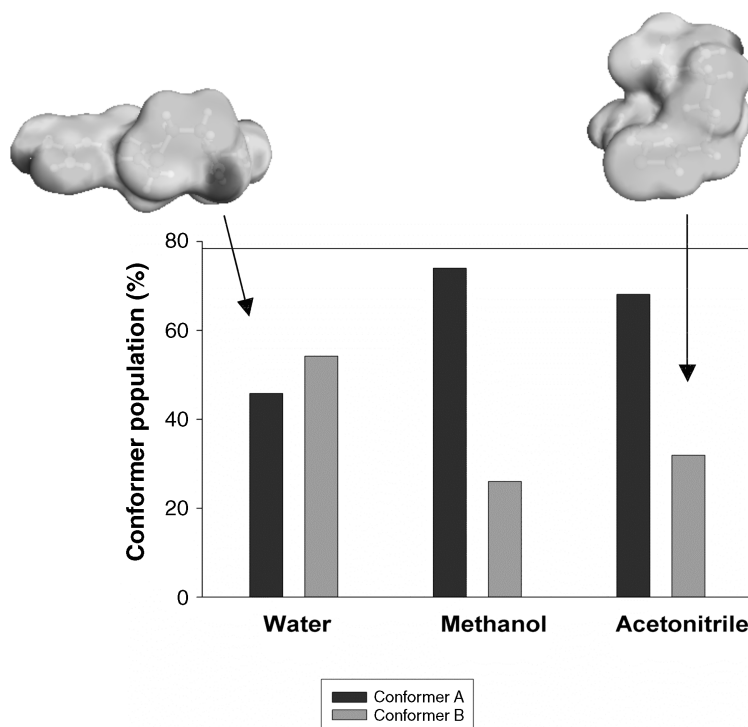 Conformer population (%)
80
60
40
20
0
Water Methanol Acetonitrile
Conformer A
Conformer B